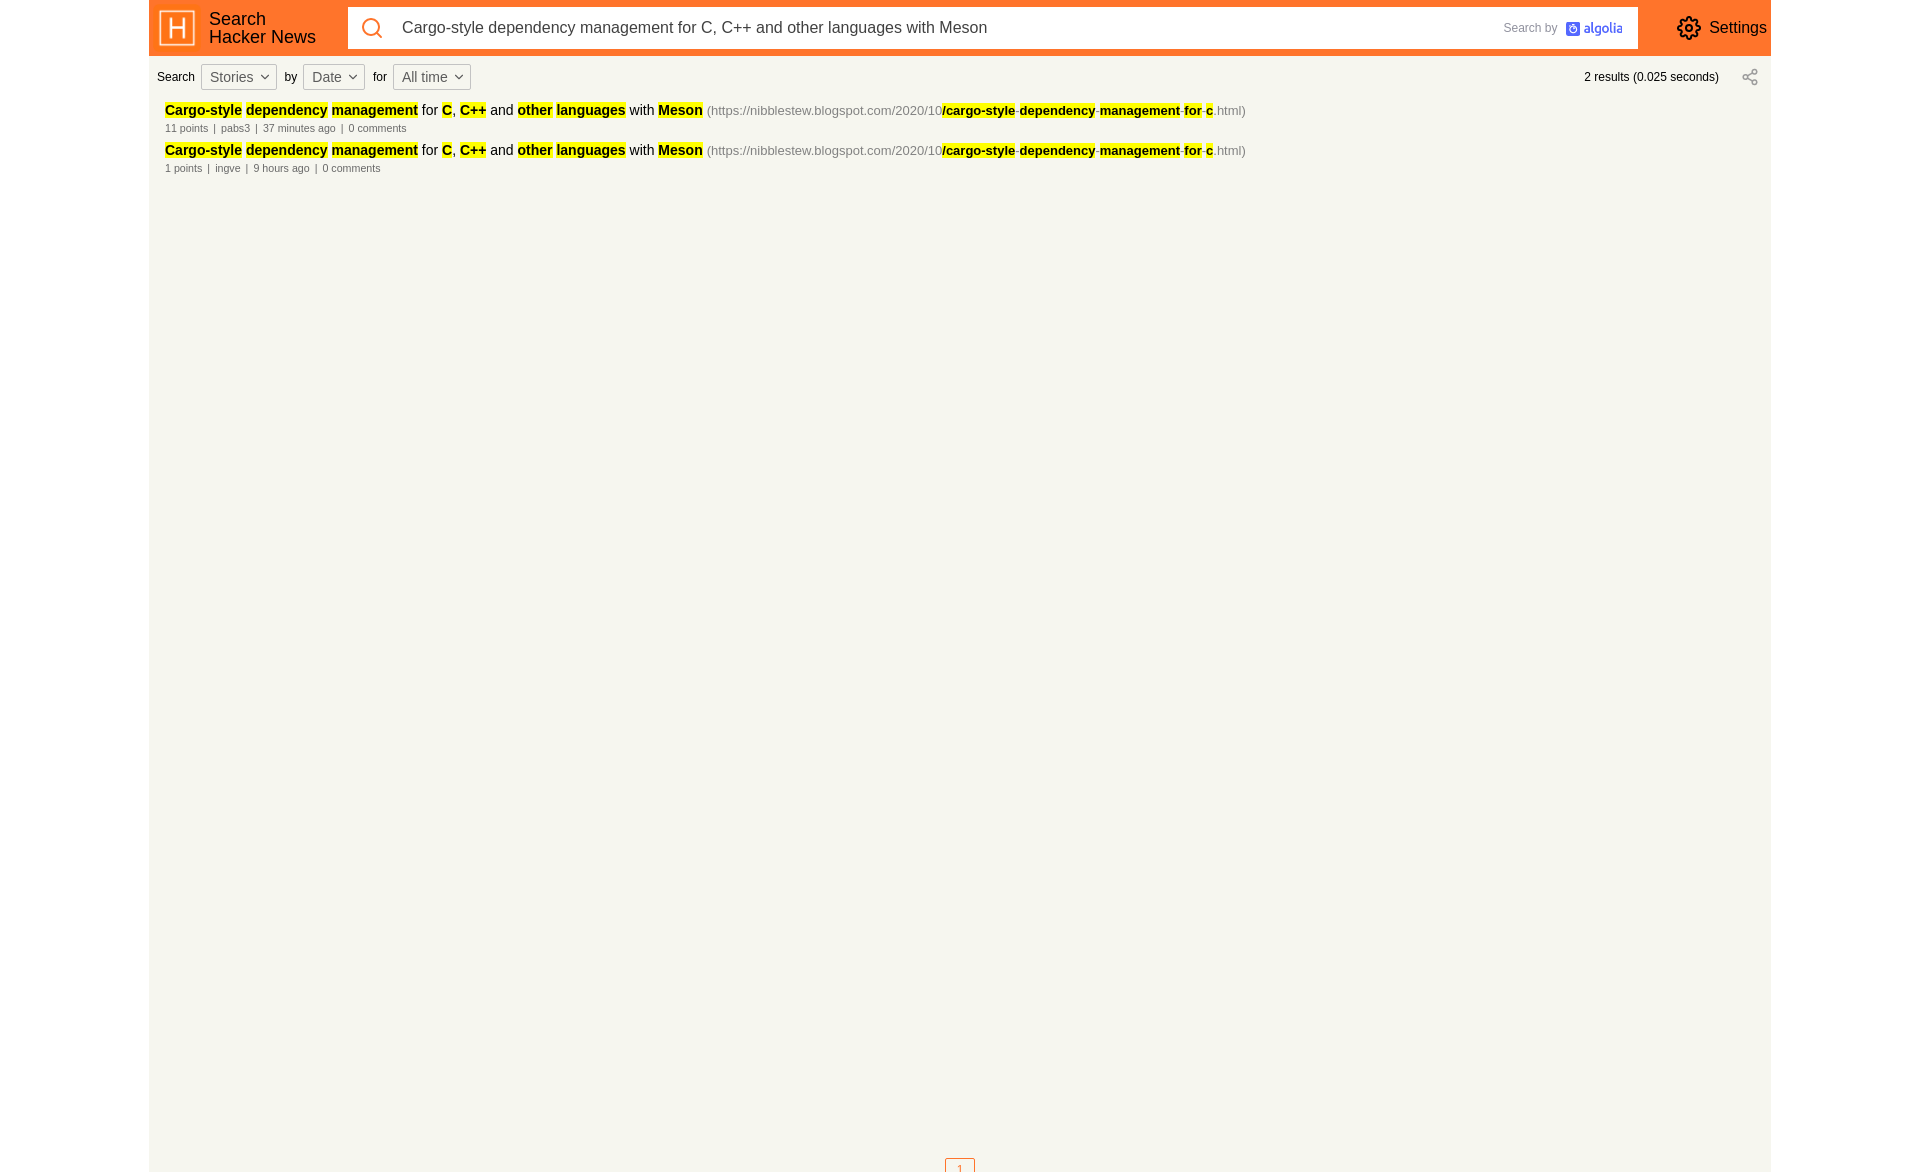 Search
Hacker News
Cargo-style dependency management for C, C++ and other languages with Meson
Search by algolia
Settings
Search Stories by Date for All time
2 results (0.025 seconds)
Cargo-style dependency management for C, C++ and other languages with Meson (https://nibblestew.blogspot.com/2020/10/cargo-style-dependency-management-for-c.html)
11 points | pabs3 | 37 minutes ago | 0 comments
Cargo-style dependency management for C, C++ and other languages with Meson (https://nibblestew.blogspot.com/2020/10/cargo-style-dependency-management-for-c.html)
1 points | ingve | 9 hours ago | 0 comments
1